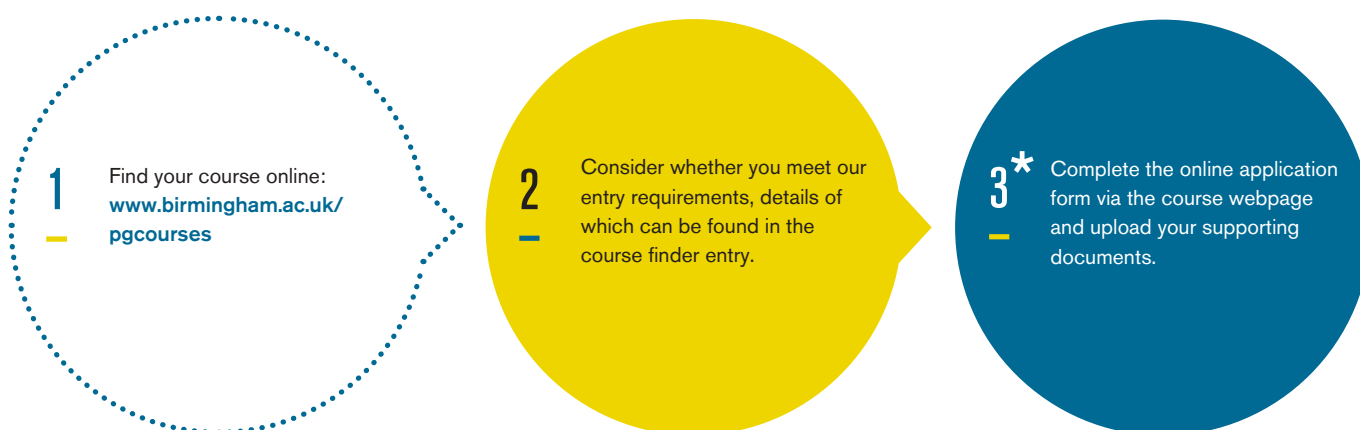 1
Find your course online:
www.birmingham.ac.uk/
pgcourses
2
Consider whether you meet our
entry requirements, details of
which can be found in the
course finder entry.
3*
Complete the online application
form via the course webpage
and upload your supporting
documents.